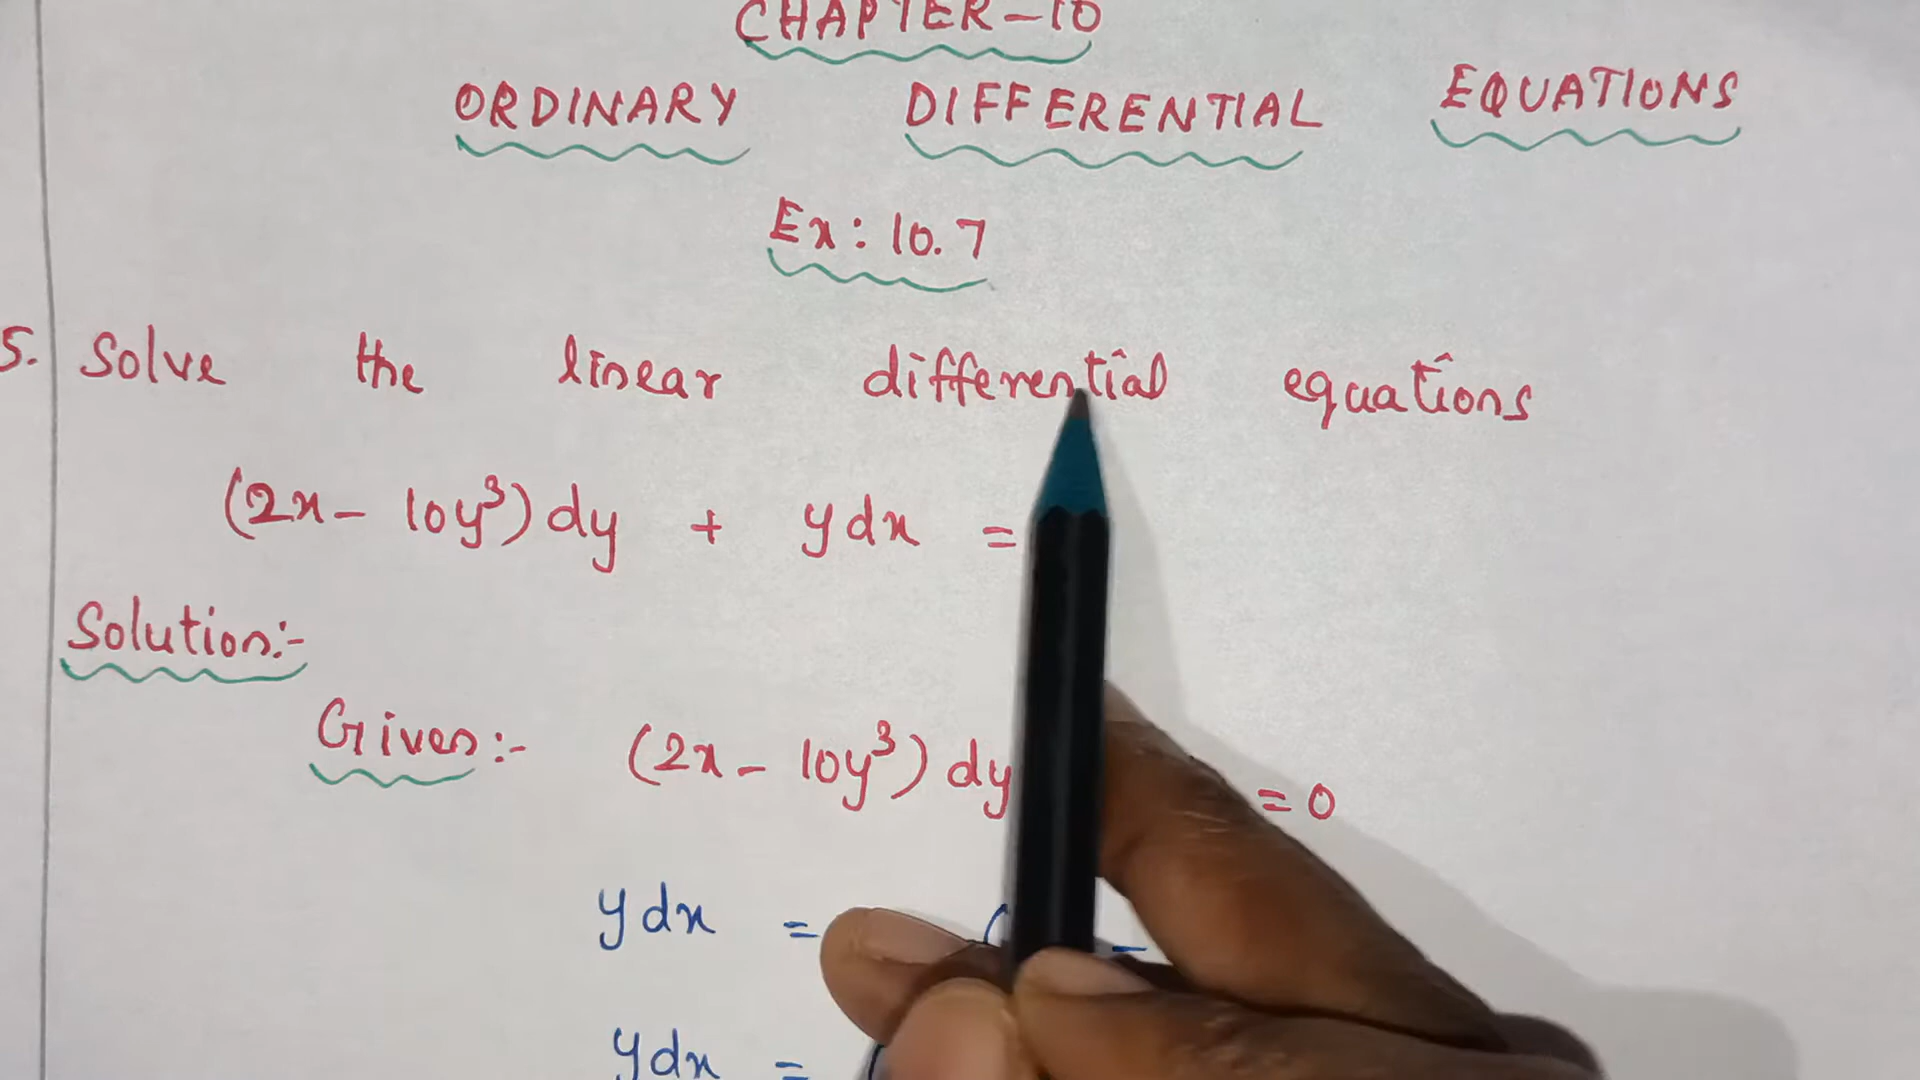 CHAPTER-10
ORDINARY DIFFERENTIAL EQUATIONS
Ex: 10.7
5. Solve the linear differential equations
(2x - 10y³) dy + y dx =
Solution:-
Given:- (2x - 10y³) dy = 0
y dx = ( -
y dx = (